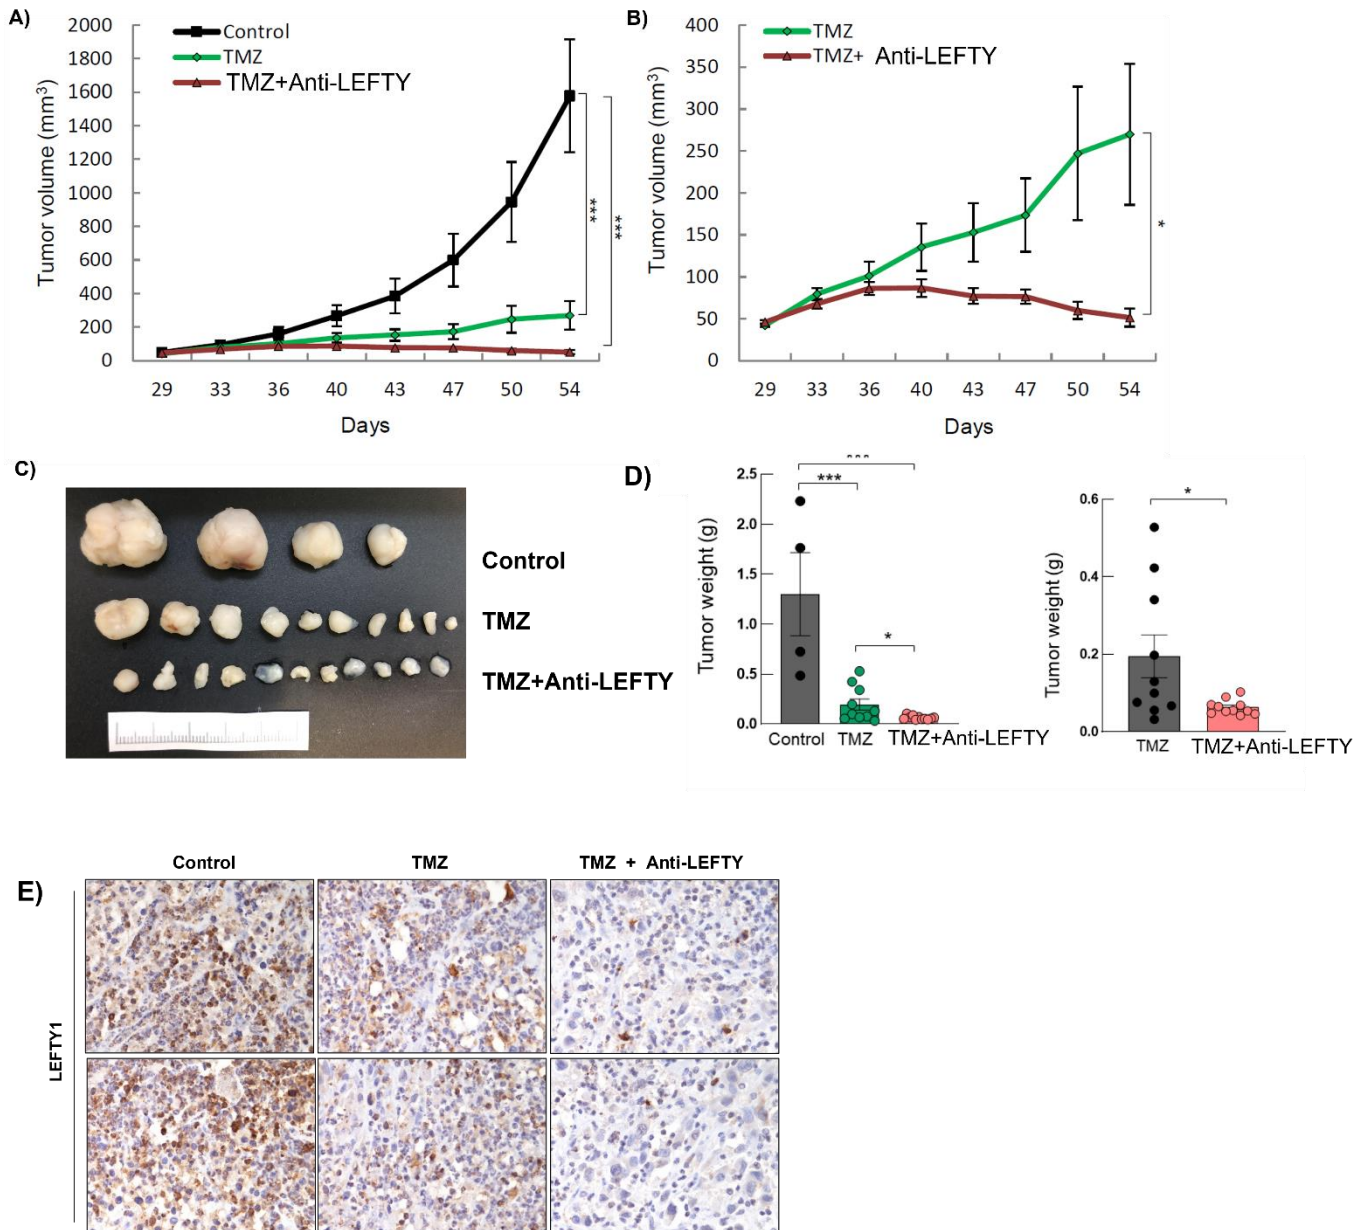 A)
Tumor volume (mm³)
2000
1800
1600
1400
1200
1000
800
600
400
200
0
Control
TMZ
TMZ+Anti-LEFTY
***
***
29 33 36 40 43 47 50 54
Days
B)
Tumor volume (mm³)
400
350
300
250
200
150
100
50
0
TMZ
TMZ+ Anti-LEFTY
*
29 33 36 40 43 47 50 54
Days
C)
Control
TMZ
TMZ+Anti-LEFTY
D)
Tumor weight (g)
2.5
2.0
1.5
1.0
0.5
0.0
***
*
Control TMZ TMZ+Anti-LEFTY
Tumor weight (g)
0.6
0.4
0.2
0.0
*
TMZ TMZ+Anti-LEFTY
E)
Control TMZ TMZ + Anti-LEFTY
LEFTY1